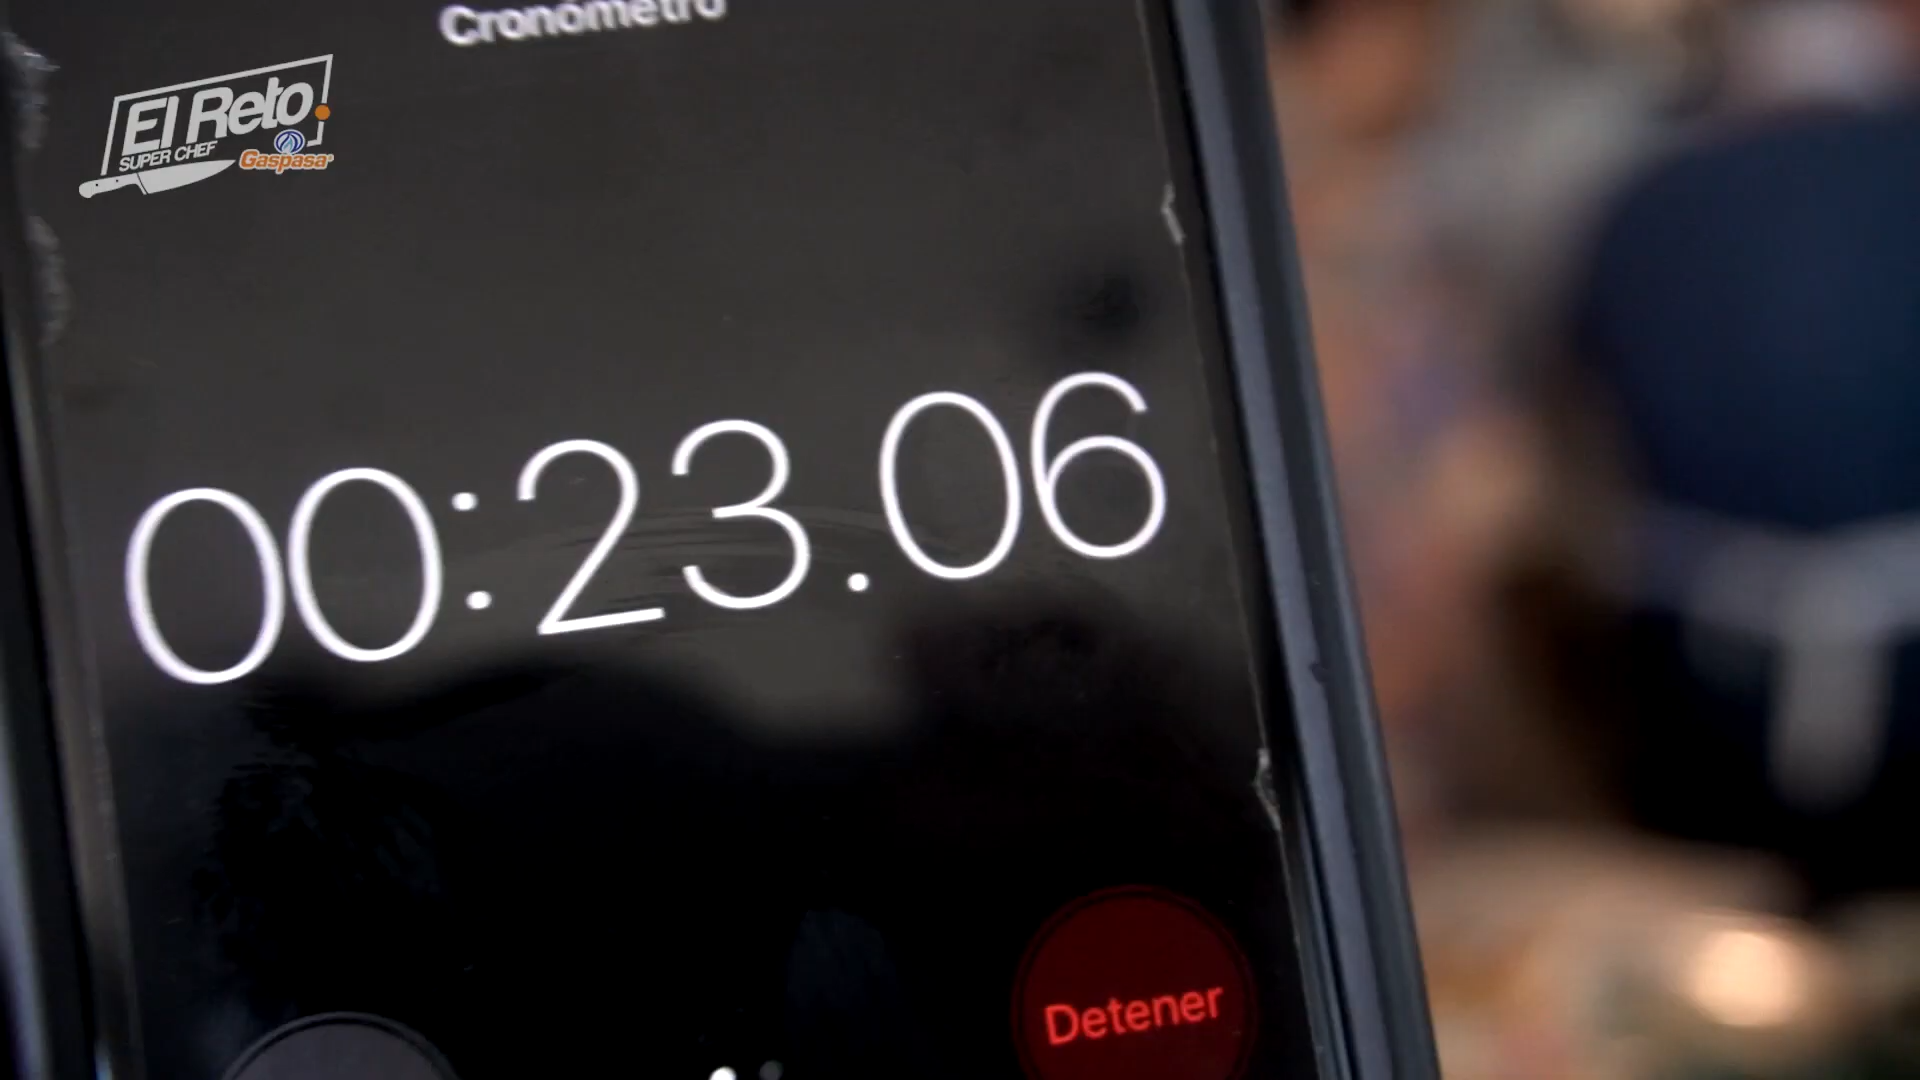 Cronómetro
El Reto
SUPER CHEF
Gaspasa
00:23.06
Detener